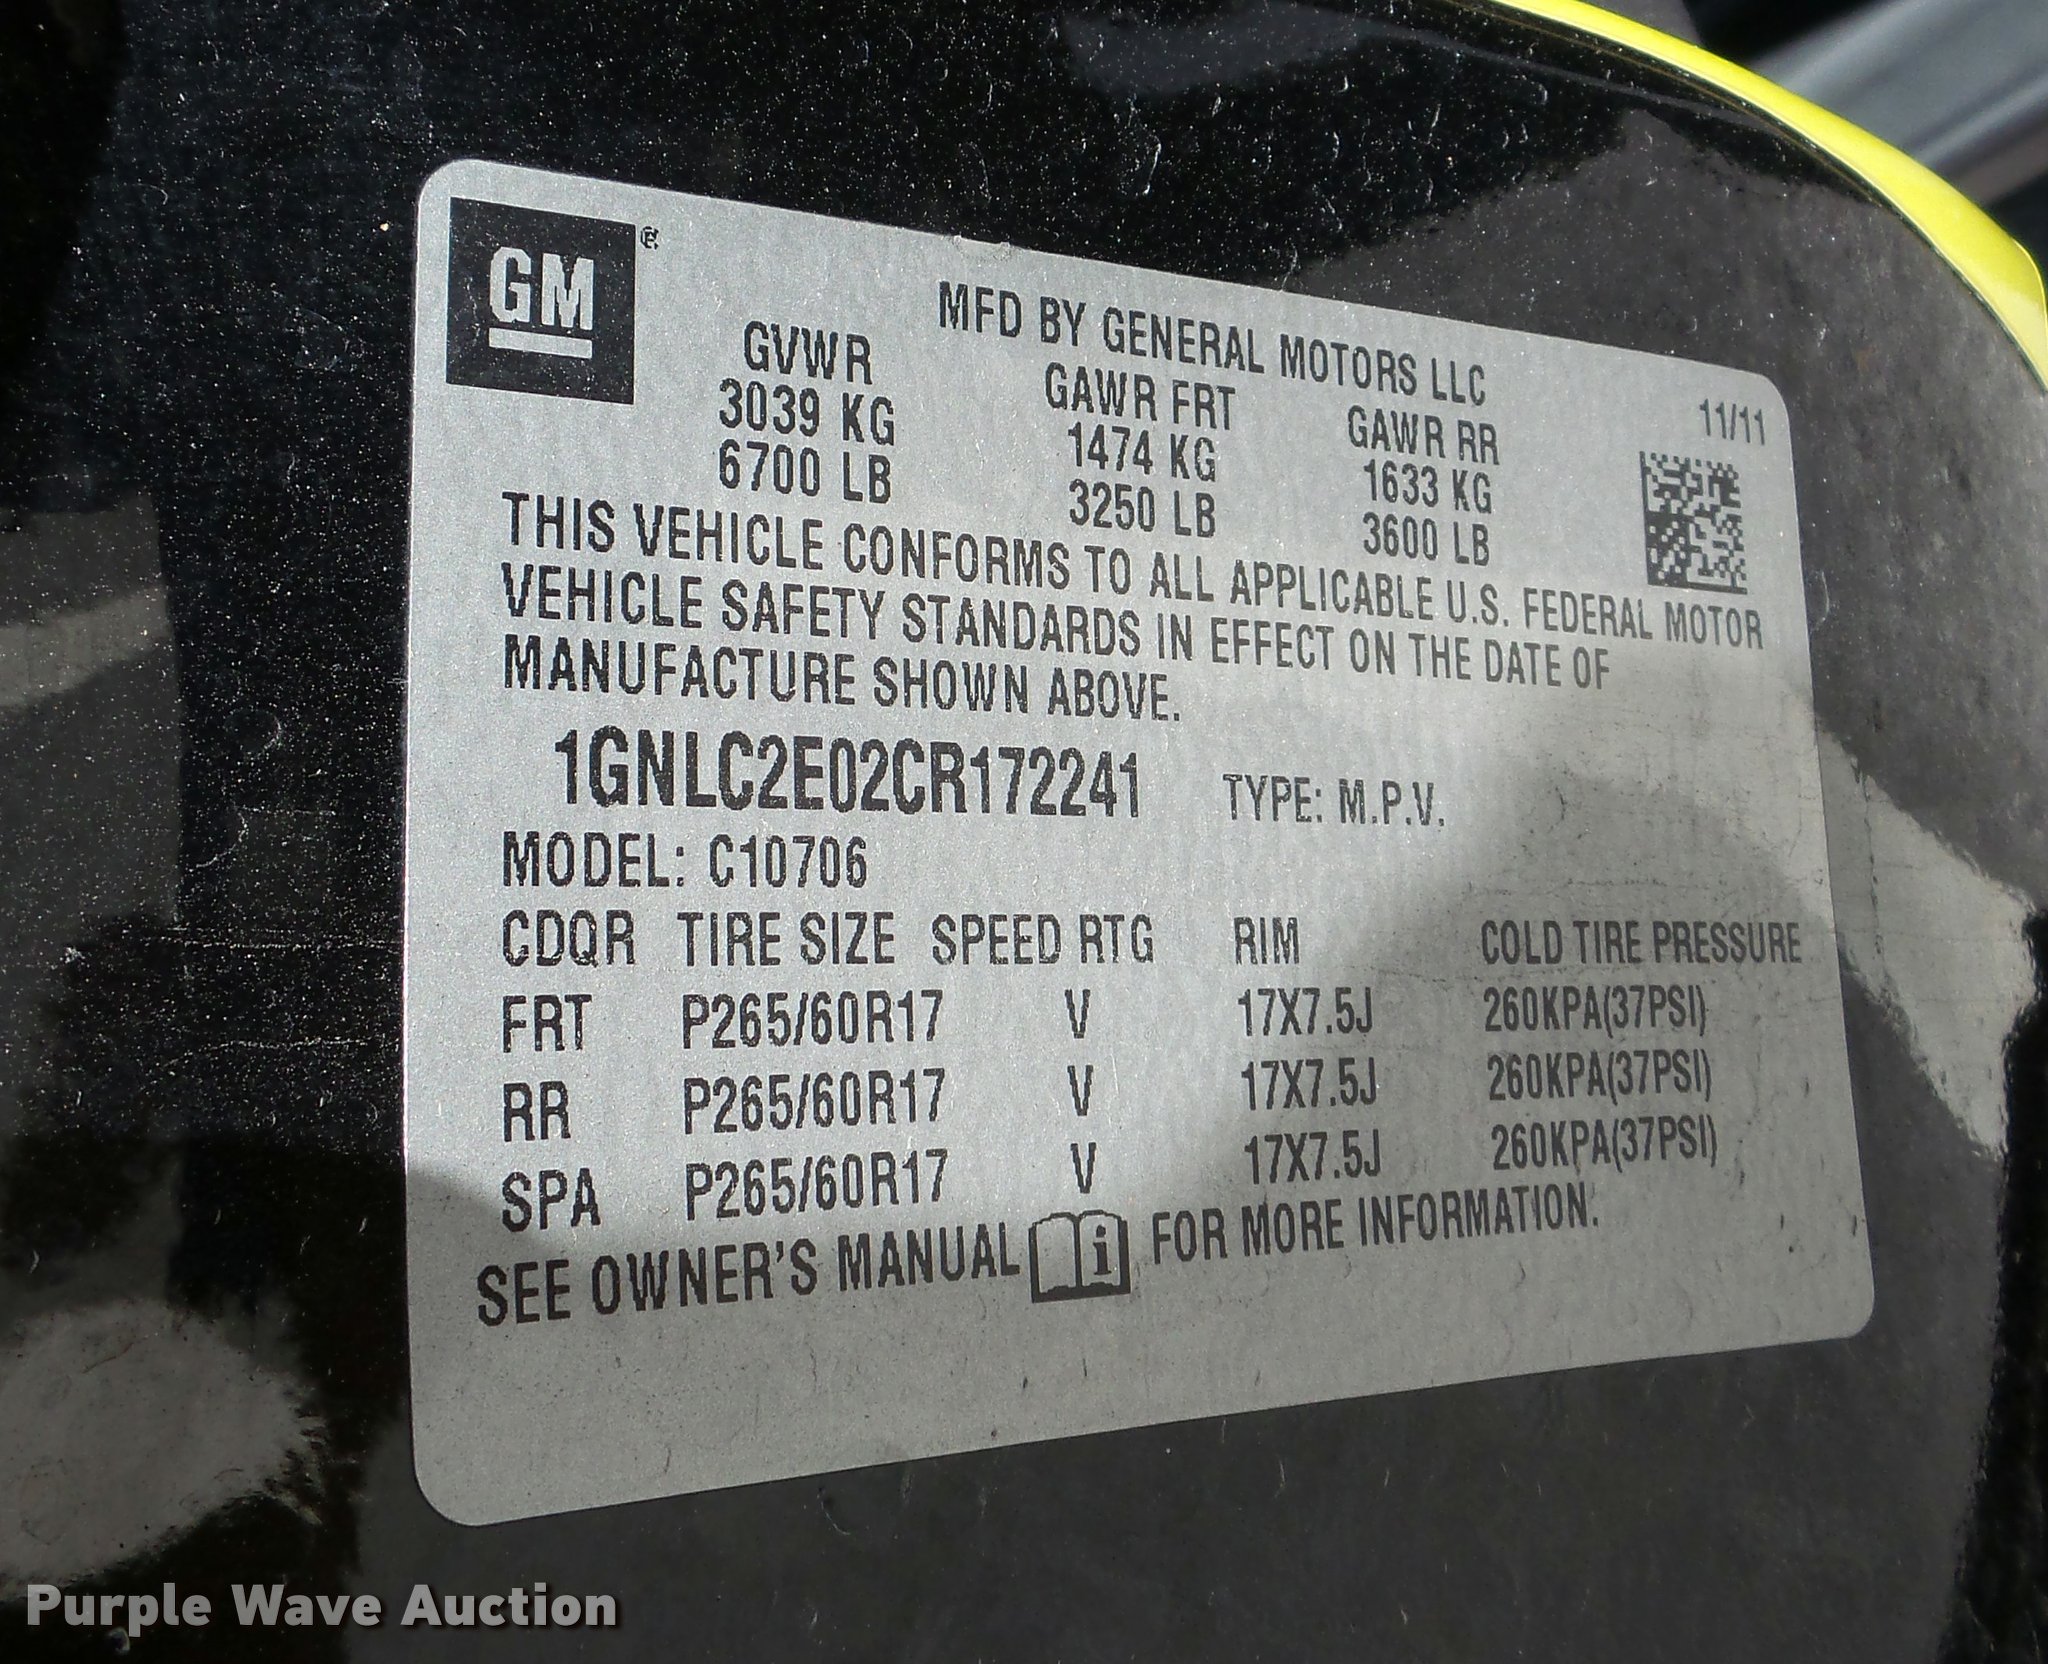 GM
MFD BY GENERAL MOTORS LLC
11/11
GVWR GAWR FRT GAWR RR
3039 KG 1474 KG 1633 KG
6700 LB 3250 LB 3600 LB
THIS VEHICLE CONFORMS TO ALL APPLICABLE U.S. FEDERAL MOTOR
VEHICLE SAFETY STANDARDS IN EFFECT ON THE DATE OF
MANUFACTURE SHOWN ABOVE.
1GNLC2E02CR172241 TYPE: M.P.V.
MODEL: C10706
CDQR TIRE SIZE SPEED RTG RIM COLD TIRE PRESSURE
FRT P265/60R17 V 17X7.5J 260KPA(37PSI)
RR P265/60R17 V 17X7.5J 260KPA(37PSI)
SPA P265/60R17 V 17X7.5J 260KPA(37PSI)
SEE OWNER'S MANUAL i FOR MORE INFORMATION.
Purple Wave Auction